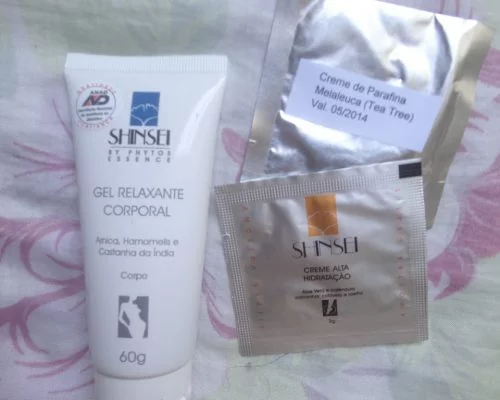 ANAD
SHINSEI
BY PHYTOS
ESSENCE
GEL RELAXANTE
CORPORAL
Arnica, Hamamelis e
Castanha da Índia
Corpo
60g
Creme de Parafina
Melaleuca (Tea Tree)
Val. 05/2014
SHINSEI
CREME ALTA
HIDRATAÇÃO